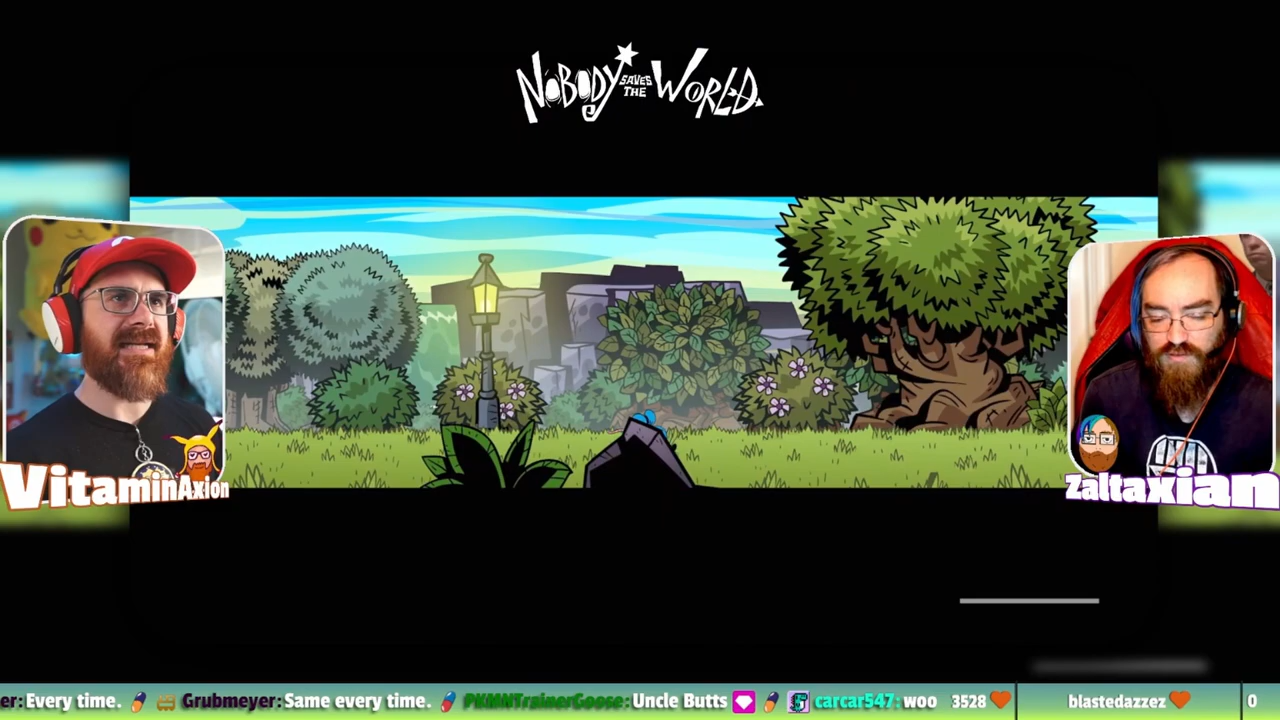 NOBODY SAVES THE WORLD
VitaminAxion
Zaltaxian
er: Every time. Grubmeyer: Same every time. PKMNTrainerGoose: Uncle Butts carcar547: woo 3528 blastedazzez 0